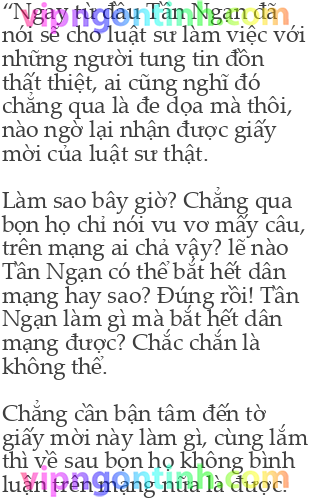 “Ngay từ đầu Tần Ngạn đã
nói sẽ cho luật sư làm việc với
những người tung tin đồn
thất thiệt, ai cũng nghĩ đó
chẳng qua là đe dọa mà thôi,
nào ngờ lại nhận được giấy
mời của luật sư thật.
vipngontinh.com
Làm sao bây giờ? Chẳng qua
bọn họ chỉ nói vu vơ mấy câu,
trên mạng ai chả vậy? lẽ nào
Tần Ngạn có thể bắt hết dân
mạng hay sao? Đúng rồi! Tần
Ngạn làm gì mà bắt hết dân
mạng được? Chắc chắn là
không thể.
Chẳng cần bận tâm đến tờ
giấy mời này làm gì, cùng lắm
thì về sau bọn họ không bình
luận trên mạng nữa là được.
vipngontinh.com